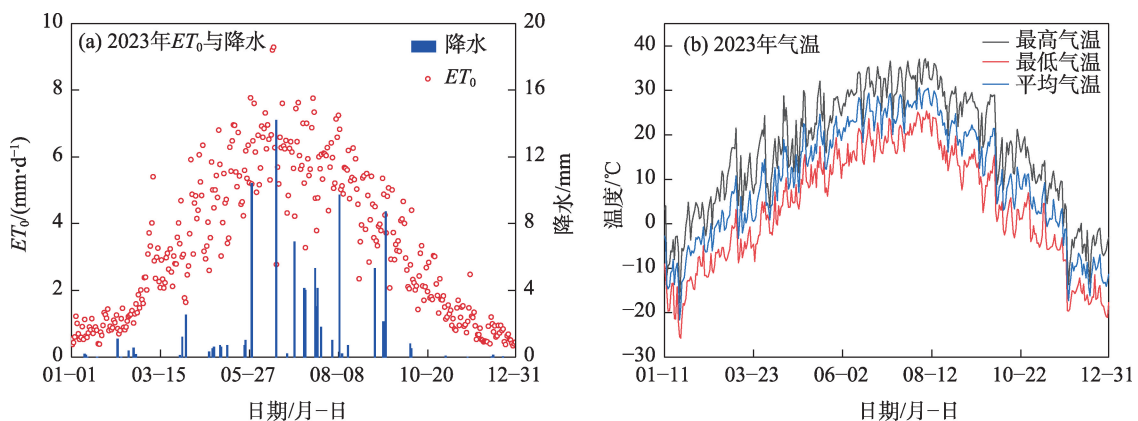 (a) 2023年ET₀与降水
降水
ET₀
10
8
6
4
2
0
ET₀/(mm·d⁻¹)
20
16
12
8
4
0
降水/mm
01−01
03−15
05−27
08−08
10−20
12−31
日期/月−日
(b) 2023年气温
最高气温
最低气温
平均气温
40
30
20
10
0
−10
−20
−30
温度/℃
01−11
03−23
06−02
08−12
10−22
12−31
日期/月−日